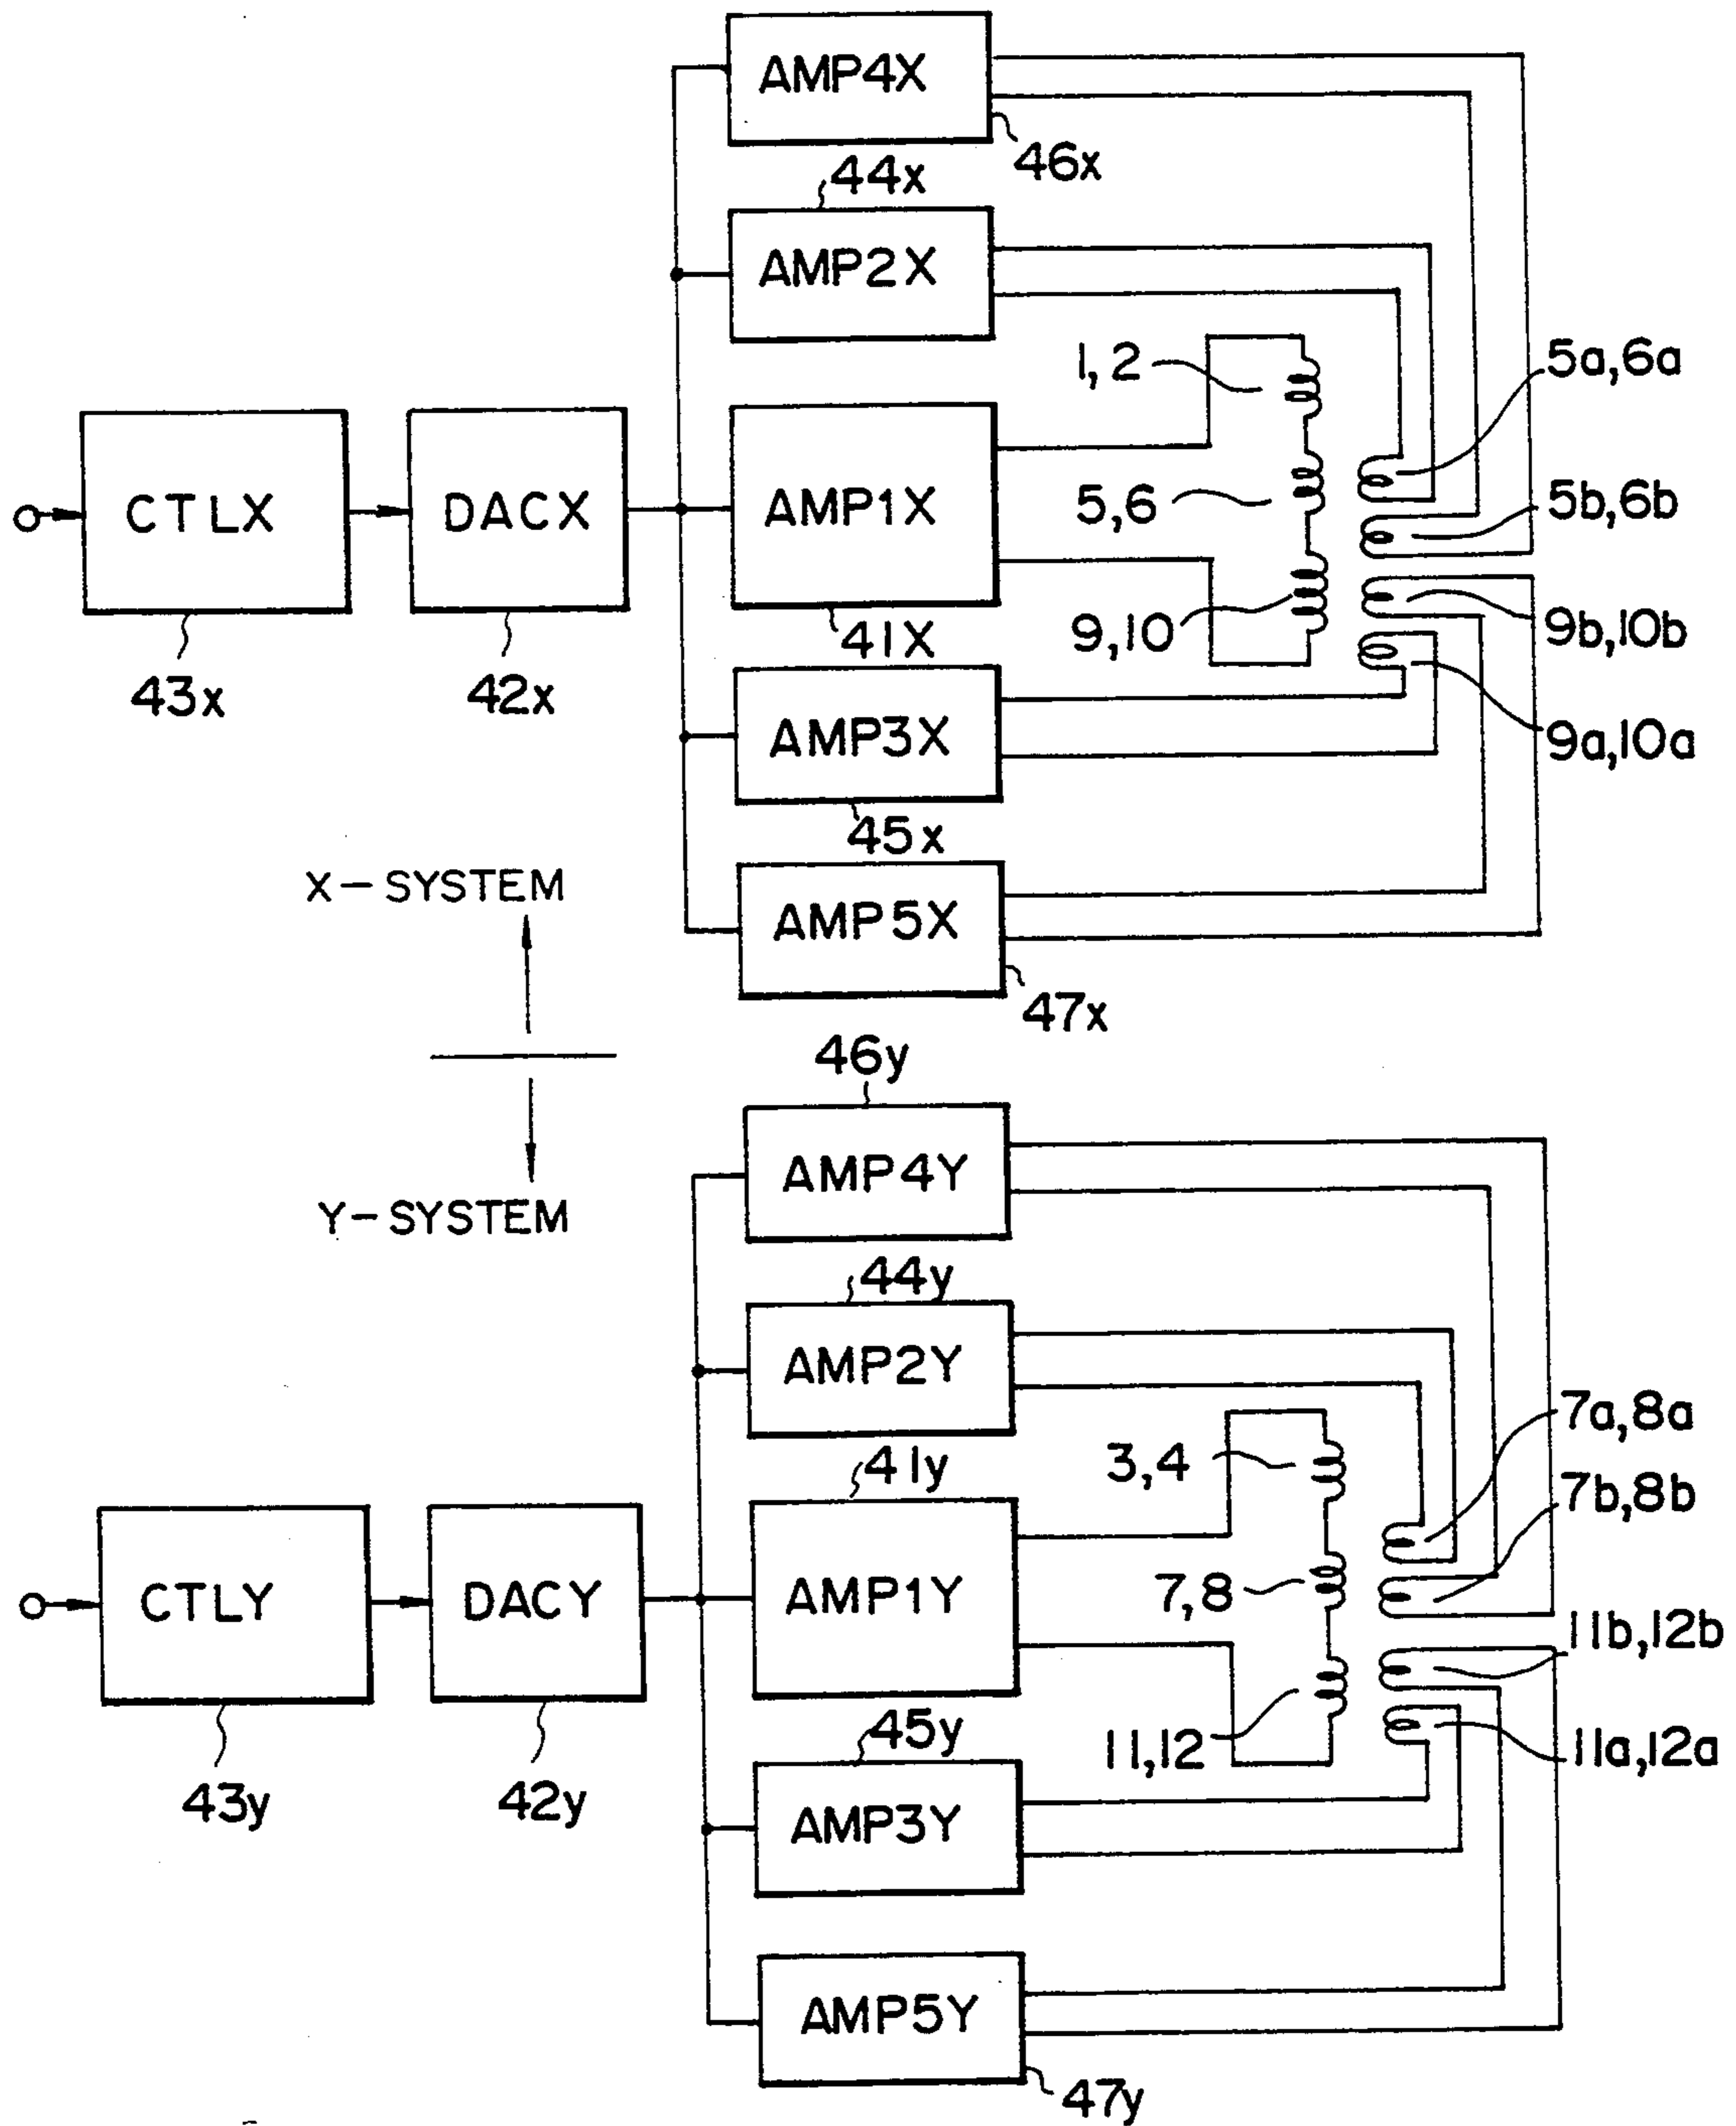 AMP4X
46x
44x
AMP2X
1, 2
5a,6a
CTLX
DACX
AMP1X
5,6
5b,6b
9,10
9b,10b
41X
43x
42x
AMP3X
9a,10a
45x
X-SYSTEM
AMP5X
47x
46y
AMP4Y
Y-SYSTEM
44y
AMP2Y
7a,8a
41y
3,4
7b,8b
CTLY
DACY
AMP1Y
7,8
11b,12b
45y
11,12
11a,12a
43y
42y
AMP3Y
AMP5Y
47y